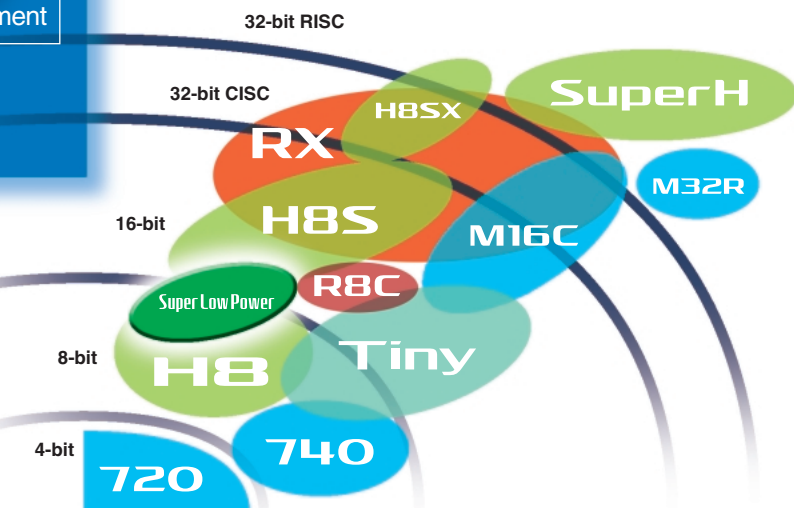 32-bit RISC
32-bit CISC
SuperH
H8SX
RX
M32R
16-bit
H8S
M16C
R8C
Super Low Power
8-bit
H8
Tiny
4-bit
740
720